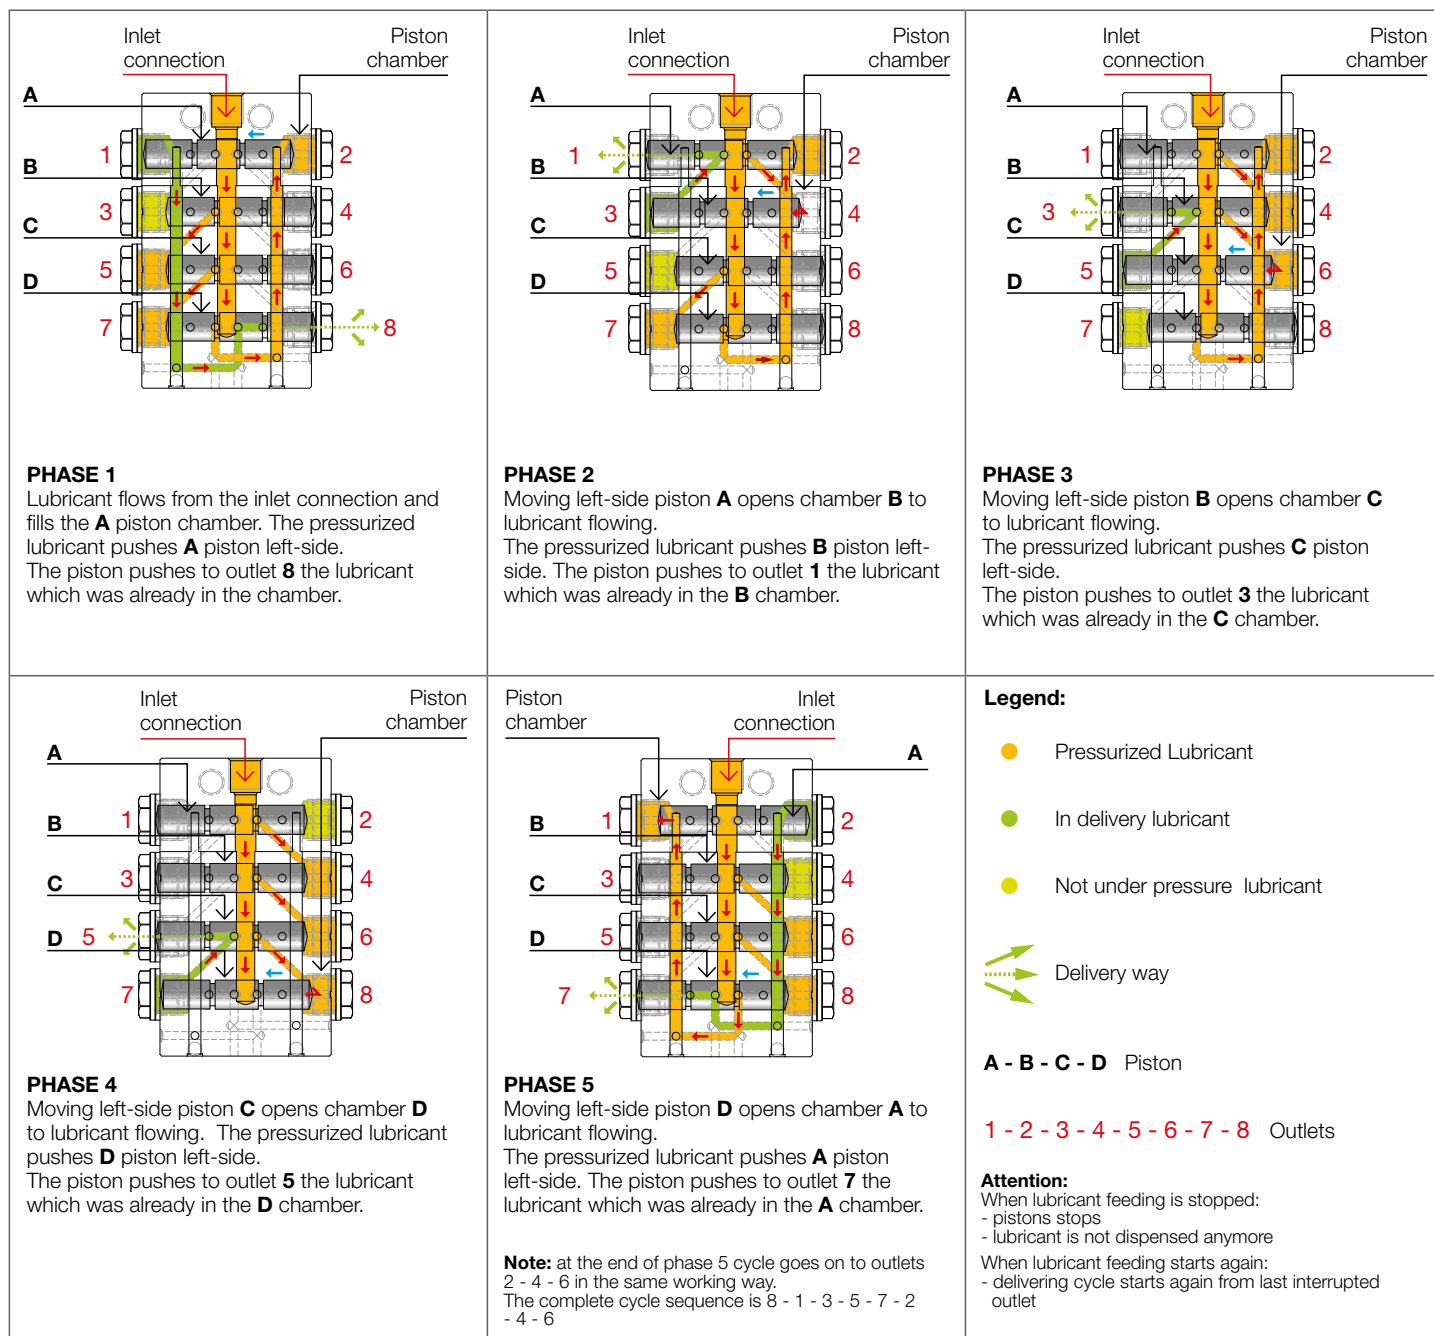 Inlet
connection
Piston
chamber
A
B
C
D
1
2
3
4
5
6
7
8
PHASE 1
Lubricant flows from the inlet connection and
fills the A piston chamber. The pressurized
lubricant pushes A piston left-side.
The piston pushes to outlet 8 the lubricant
which was already in the chamber.
Inlet
connection
Piston
chamber
A
B
C
D
1
2
3
4
5
6
7
8
PHASE 2
Moving left-side piston A opens chamber B to
lubricant flowing.
The pressurized lubricant pushes B piston left-
side. The piston pushes to outlet 1 the lubricant
which was already in the B chamber.
Inlet
connection
Piston
chamber
A
B
C
D
1
2
3
4
5
6
7
8
PHASE 3
Moving left-side piston B opens chamber C
to lubricant flowing.
The pressurized lubricant pushes C piston
left-side.
The piston pushes to outlet 3 the lubricant
which was already in the C chamber.
Inlet
connection
Piston
chamber
A
B
C
D
1
2
3
4
5
6
7
8
PHASE 4
Moving left-side piston C opens chamber D
to lubricant flowing. The pressurized lubricant
pushes D piston left-side.
The piston pushes to outlet 5 the lubricant
which was already in the D chamber.
Piston
chamber
Inlet
connection
A
B
C
D
1
2
3
4
5
6
7
8
PHASE 5
Moving left-side piston D opens chamber A to
lubricant flowing.
The pressurized lubricant pushes A piston
left-side. The piston pushes to outlet 7 the
lubricant which was already in the A chamber.
Note: at the end of phase 5 cycle goes on to outlets
2 - 4 - 6 in the same working way.
The complete cycle sequence is 8 - 1 - 3 - 5 - 7 - 2
- 4 - 6
Legend:
Pressurized Lubricant
In delivery lubricant
Not under pressure lubricant
Delivery way
A - B - C - D Piston
1 - 2 - 3 - 4 - 5 - 6 - 7 - 8 Outlets
Attention:
When lubricant feeding is stopped:
- pistons stops
- lubricant is not dispensed anymore
When lubricant feeding starts again:
- delivering cycle starts again from last interrupted
outlet